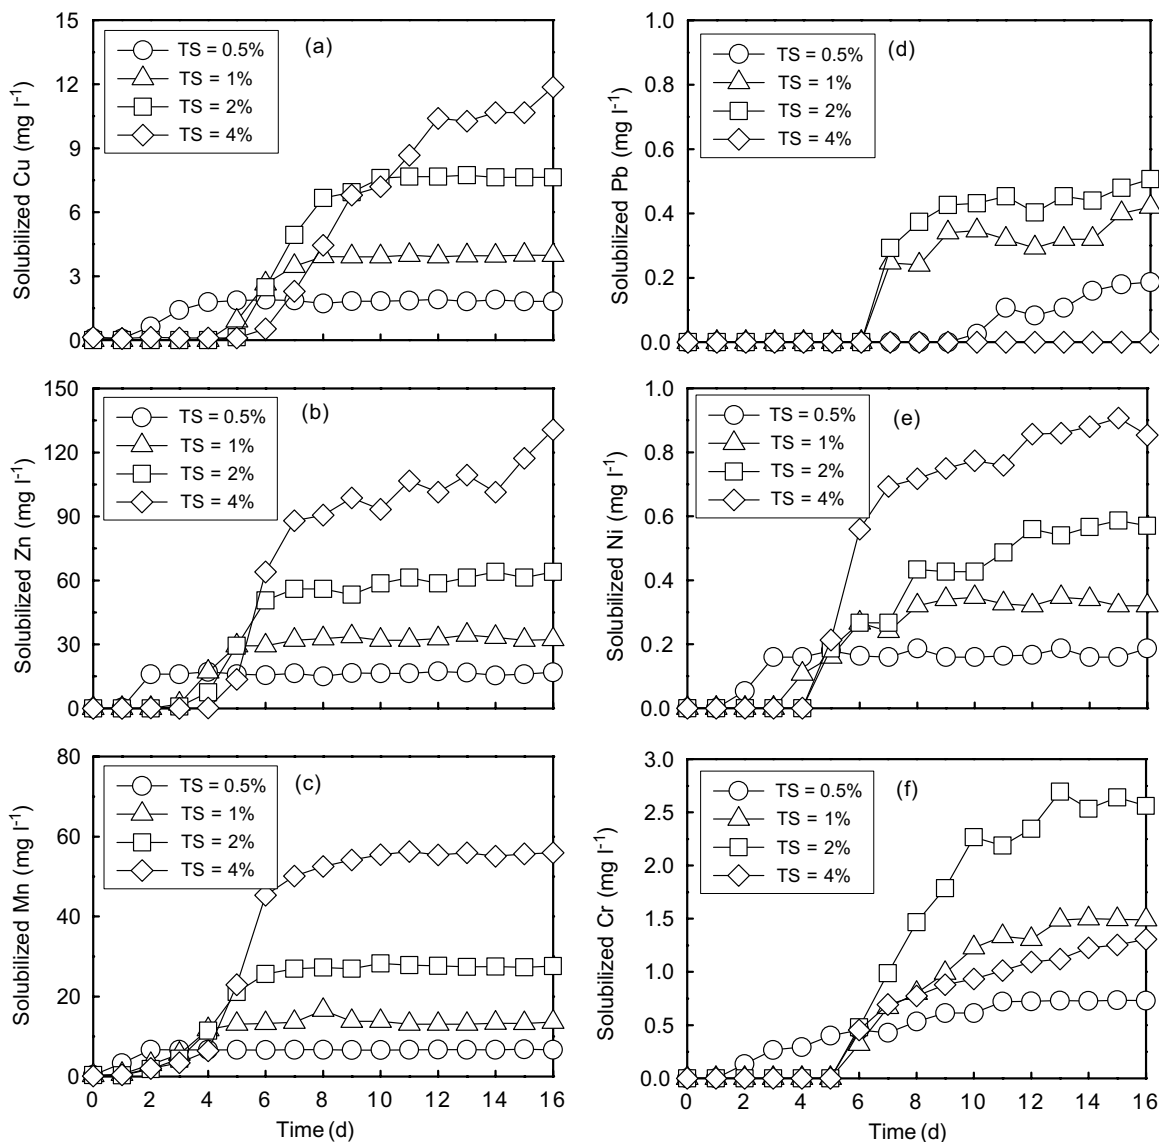 15
12
9
6
3
0
Solubilized Cu (mg l-1)
TS = 0.5%
TS = 1%
TS = 2%
TS = 4%
(a)
1.0
0.8
0.6
0.4
0.2
0.0
Solubilized Pb (mg l-1)
TS = 0.5%
TS = 1%
TS = 2%
TS = 4%
(d)
150
120
90
60
30
0
Solubilized Zn (mg l-1)
TS = 0.5%
TS = 1%
TS = 2%
TS = 4%
(b)
1.0
0.8
0.6
0.4
0.2
0.0
Solubilized Ni (mg l-1)
TS = 0.5%
TS = 1%
TS = 2%
TS = 4%
(e)
80
60
40
20
0
Solubilized Mn (mg l-1)
TS = 0.5%
TS = 1%
TS = 2%
TS = 4%
(c)
0 2 4 6 8 10 12 14 16
Time (d)
3.0
2.5
2.0
1.5
1.0
0.5
0.0
Solubilized Cr (mg l-1)
TS = 0.5%
TS = 1%
TS = 2%
TS = 4%
(f)
0 2 4 6 8 10 12 14 16
Time (d)